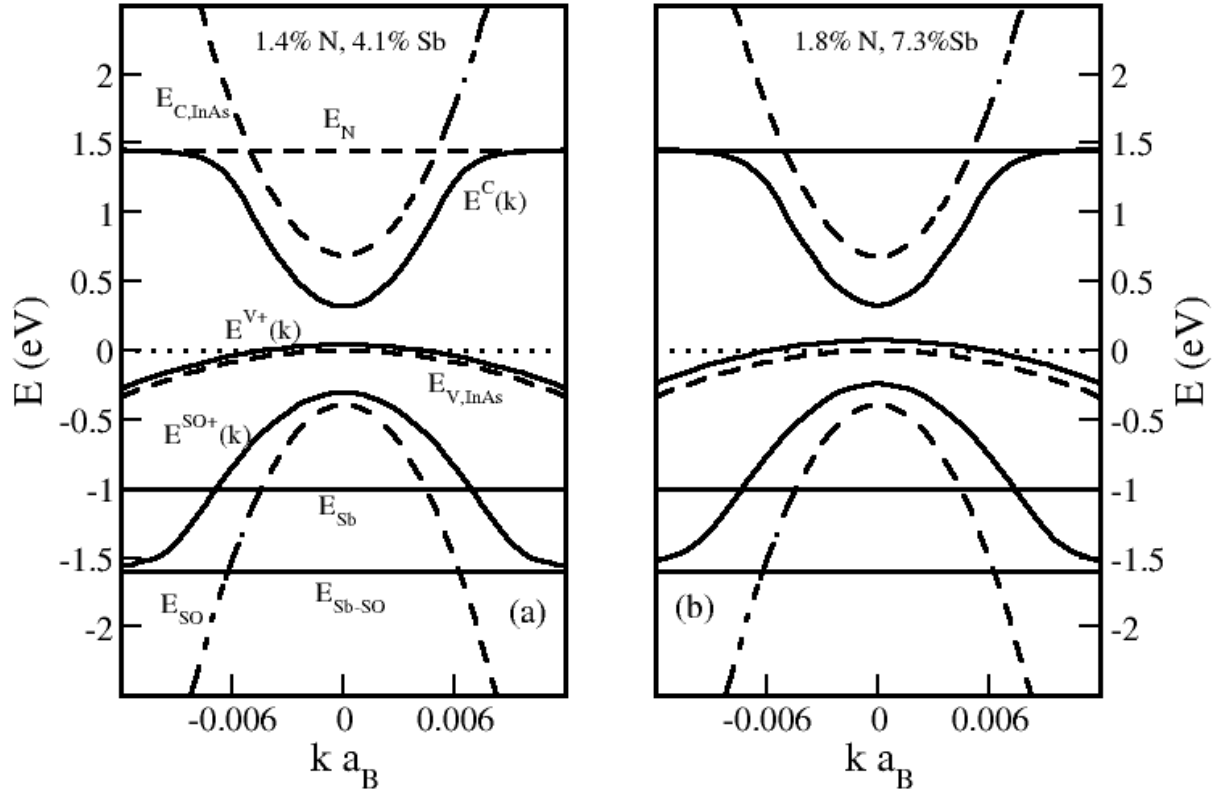 1.4% N, 4.1% Sb
E_C,InAs
E_N
E^C(k)
E^V+(k)
E_V,InAs
E^SO+(k)
E_Sb
E_SO
E_Sb-SO
(a)
E (eV)
2
1.5
1
0.5
0
-0.5
-1
-1.5
-2
-0.006
0
0.006
k a_B
1.8% N, 7.3%Sb
(b)
2
1.5
1
0.5
0
-0.5
-1
-1.5
-2
E (eV)
-0.006
0
0.006
k a_B